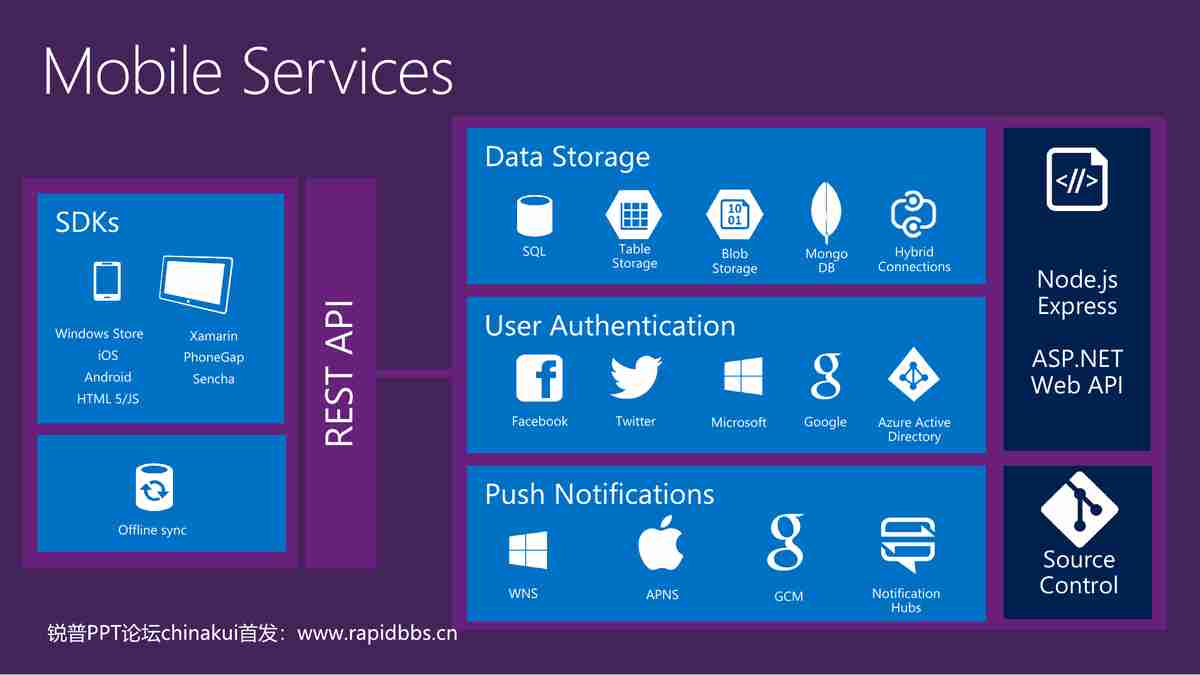 Mobile Services
SDKs
Windows Store
iOS
Android
HTML 5/JS
Xamarin
PhoneGap
Sencha
Offline sync
REST API
Data Storage
SQL
Table
Storage
10
01
Blob
Storage
Mongo
DB
Hybrid
Connections
User Authentication
Facebook
Twitter
Microsoft
Google
Azure Active
Directory
Push Notifications
WNS
APNS
GCM
Notification
Hubs
<//>
Node.js
Express
ASP.NET
Web API
Source
Control
锐普PPT论坛chinakui首发：www.rapidbbs.cn